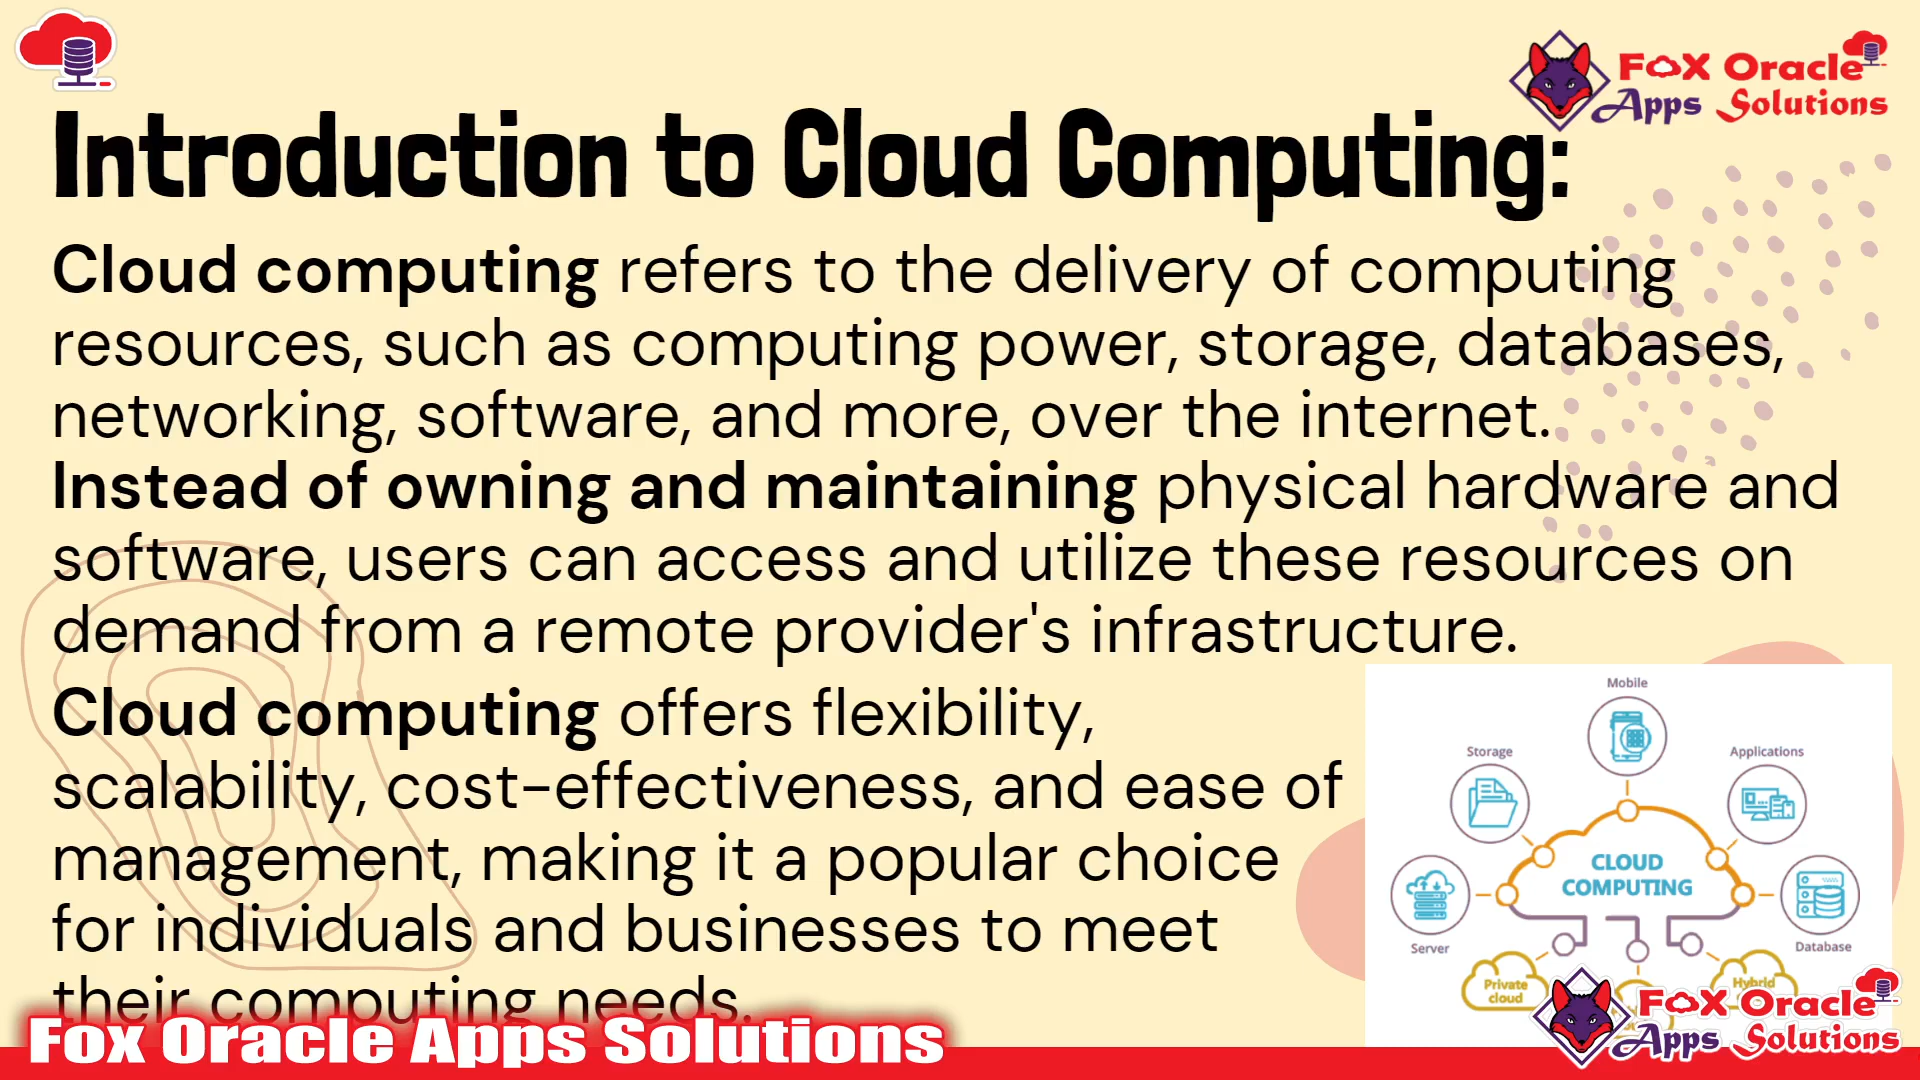 Fox Oracle
Apps Solutions
Introduction to Cloud Computing:
Cloud computing refers to the delivery of computing
resources, such as computing power, storage, databases,
networking, software, and more, over the internet.
Instead of owning and maintaining physical hardware and
software, users can access and utilize these resources on
demand from a remote provider's infrastructure.
Cloud computing offers flexibility,
scalability, cost-effectiveness, and ease of
management, making it a popular choice
for individuals and businesses to meet
their computing needs.
Mobile
Storage
Applications
CLOUD
COMPUTING
Server
Database
Private
cloud
Hybrid
Fox Oracle
Apps Solutions
Fox Oracle Apps Solutions